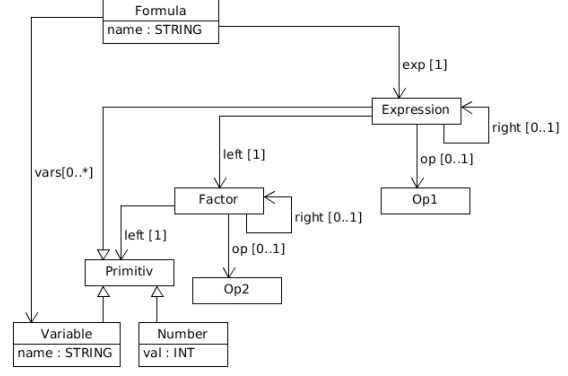 Formula
name : STRING
exp [1]
Expression
right [0..1]
left [1]
op [0..1]
vars[0..*]
Factor
Op1
right [0..1]
left [1]
op [0..1]
Primitiv
Op2
Variable
name : STRING
Number
val : INT